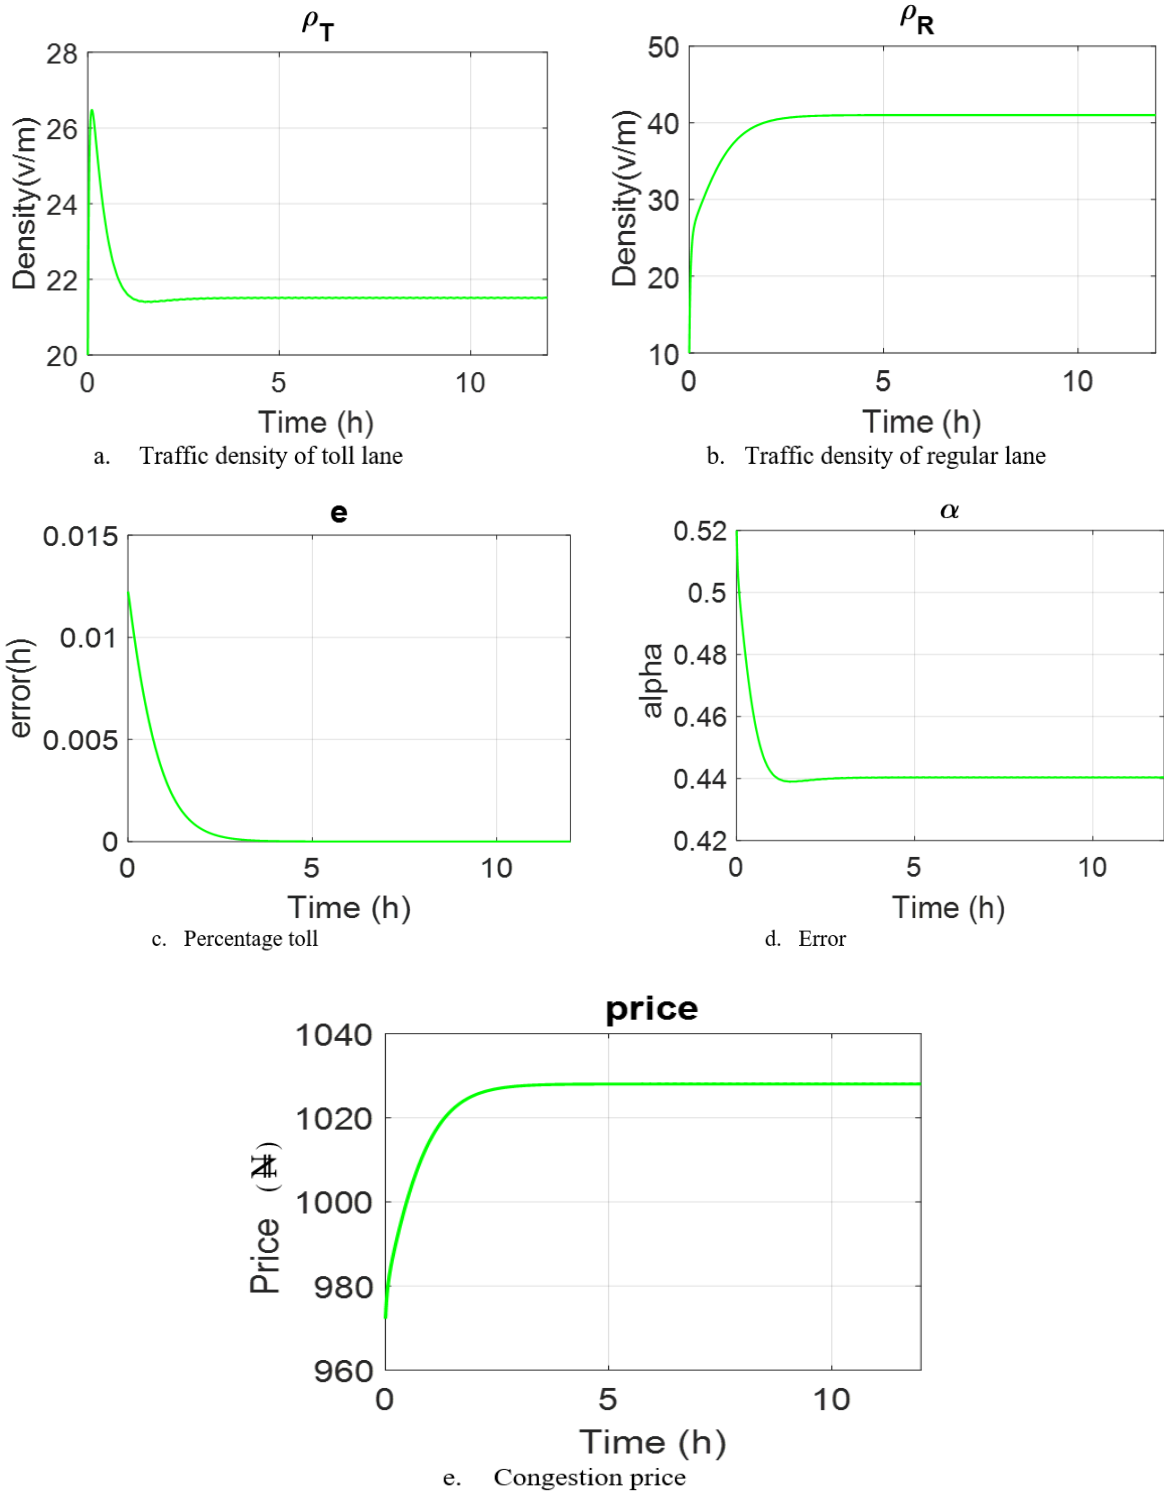 ρT
28
26
24
22
20
Density(v/m)
0 5 10
Time (h)
a. Traffic density of toll lane
ρR
50
40
30
20
10
Density(v/m)
0 5 10
Time (h)
b. Traffic density of regular lane
e
0.015
0.01
0.005
0
error(h)
0 5 10
Time (h)
c. Percentage toll
α
0.52
0.5
0.48
0.46
0.44
0.42
alpha
0 5 10
Time (h)
d. Error
price
1040
1020
1000
980
960
Price (₦)
0 5 10
Time (h)
e. Congestion price